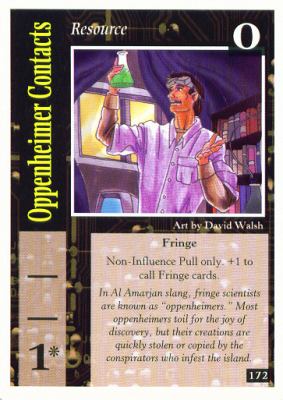 Oppenheimer Contacts
Resource
0
Art by David Walsh
Fringe
Non-Influence Pull only. +1 to
call Fringe cards.
In Al Amarjan slang, fringe scientists
are known as “oppenheimers.” Most
oppenheimers toil for the joy of
discovery, but their creations are
quickly stolen or copied by the
conspirators who infest the island.
1*
172